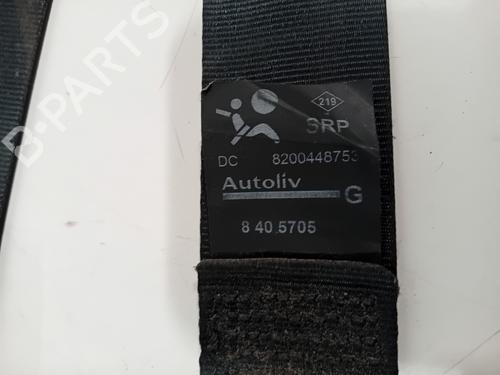 219
SRP
DC 8200448753
Autoliv
G
8 40 5705
B-PARTS